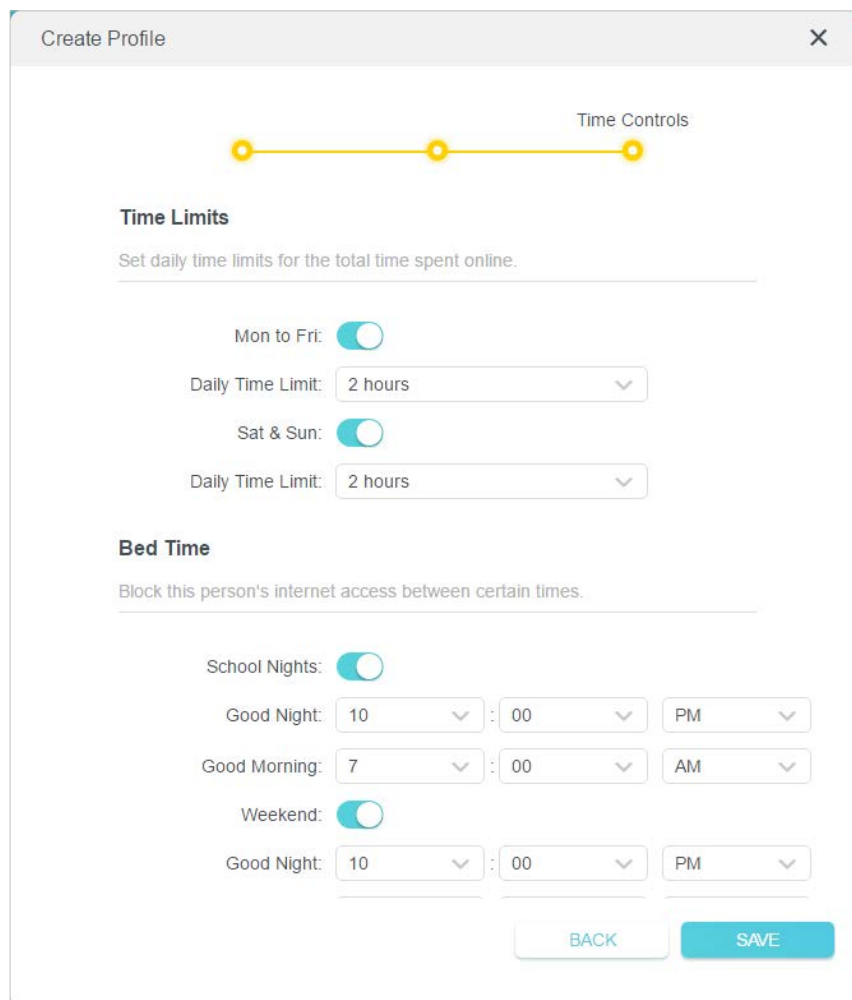 Create Profile
Time Controls
Time Limits
Set daily time limits for the total time spent online.
Mon to Fri:
Daily Time Limit: 2 hours
Sat & Sun:
Daily Time Limit: 2 hours
Bed Time
Block this person's internet access between certain times.
School Nights:
Good Night: 10 : 00 PM
Good Morning: 7 : 00 AM
Weekend:
Good Night: 10 : 00 PM
BACK SAVE